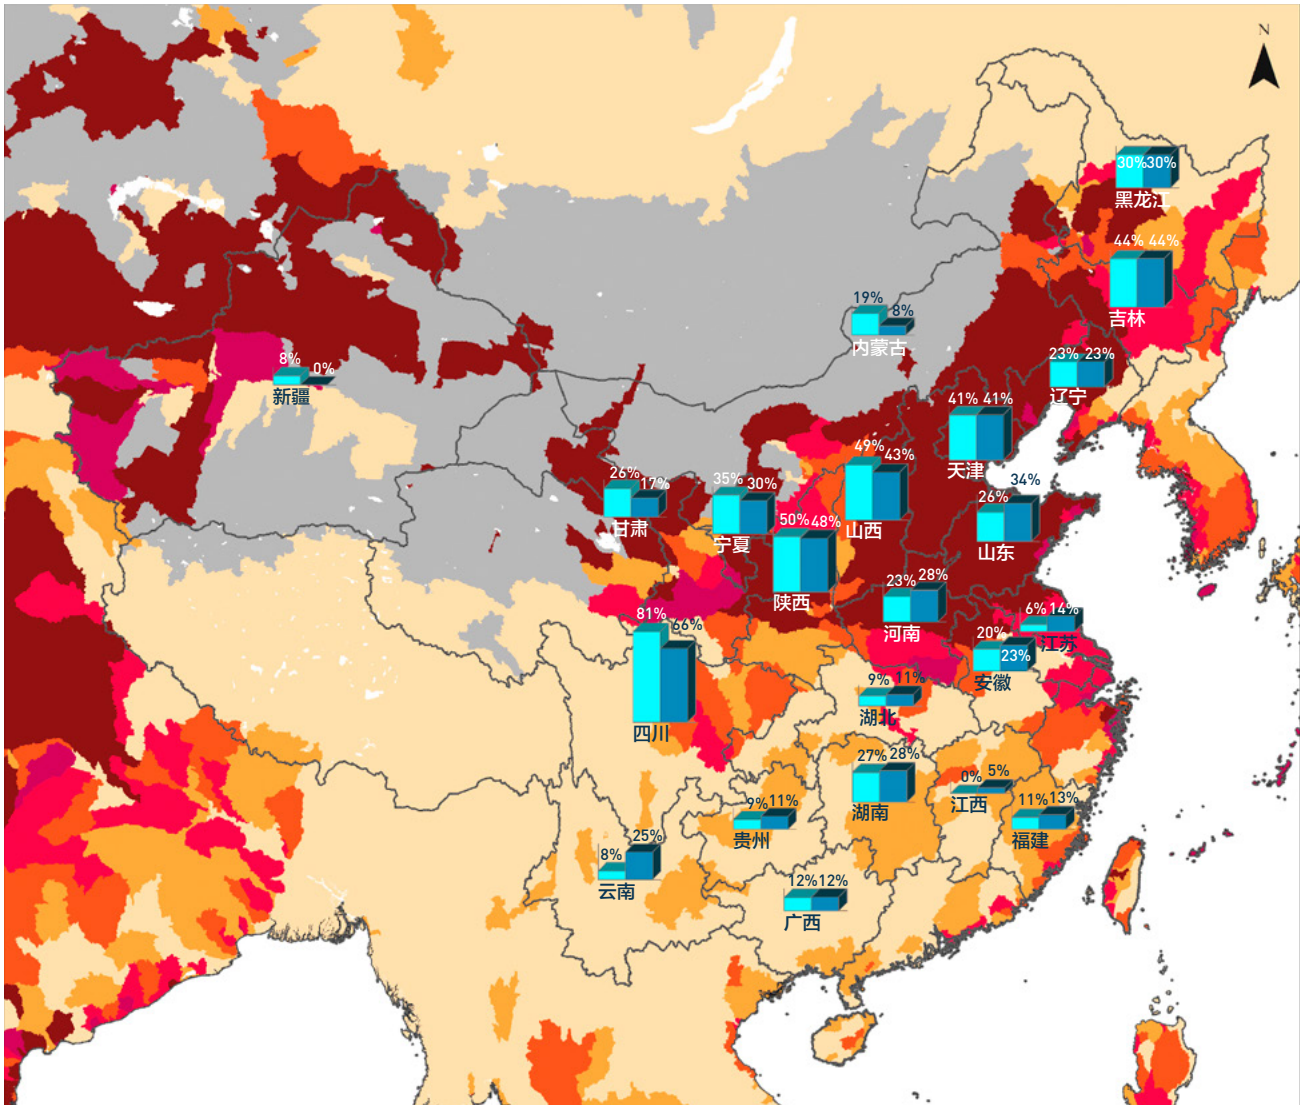 N
30% 30%
黑龙江
44% 44%
吉林
19% 8%
内蒙古
23% 23%
辽宁
8% 0%
新疆
41% 41%
天津
49% 43%
山西
26% 17%
甘肃
35% 30%
宁夏
26% 34%
山东
50% 48%
陕西
23% 28%
河南
6% 14%
江苏
81% 66%
四川
20% 23%
安徽
9% 11%
湖北
27% 28%
湖南
0% 5%
江西
9% 11%
贵州
11% 13%
福建
8% 25%
云南
12% 12%
广西